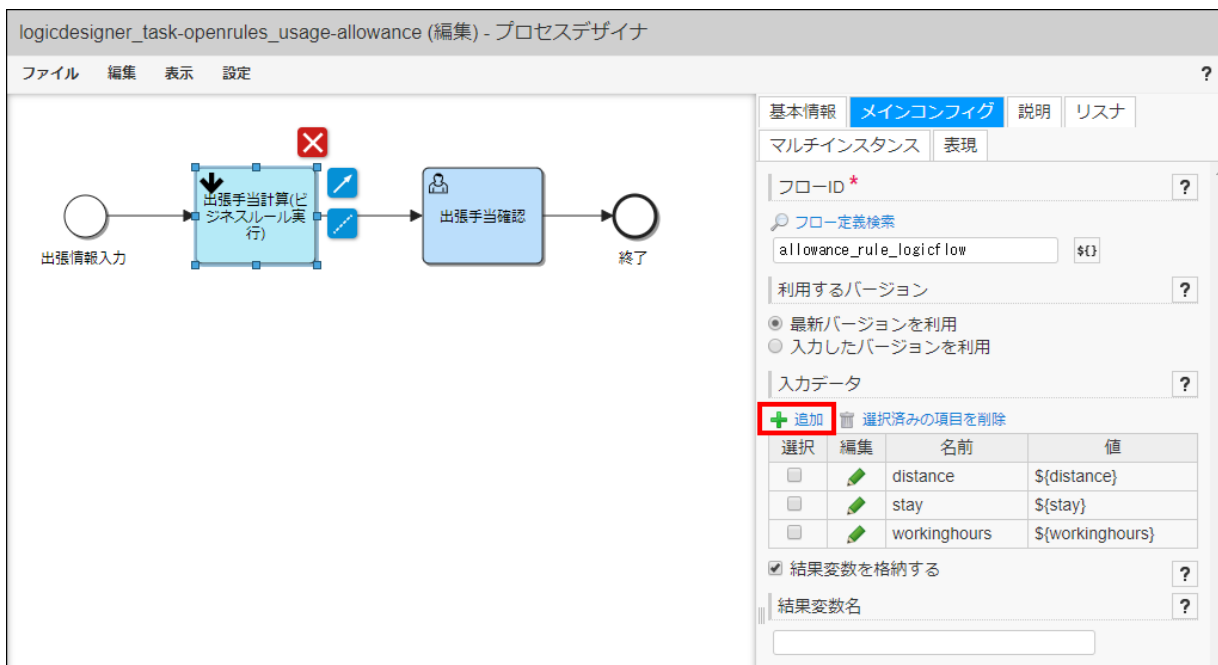 logicdesigner_task-openrules_usage-allowance (編集) - プロセスデザイナ
ファイル 編集 表示 設定 ?
基本情報 メインコンフィグ 説明 リスナ
マルチインスタンス 表現
出張情報入力
出張手当計算(ビ
ジネスルール実
行)
出張手当確認
終了
フローID * ?
フロー定義検索
allowance_rule_logicflow ${}
利用するバージョン ?
最新バージョンを利用
入力したバージョンを利用
入力データ ?
追加 選択済みの項目を削除
選択 編集 名前 値
distance ${distance}
stay ${stay}
workinghours ${workinghours}
結果変数を格納する ?
結果変数名 ?